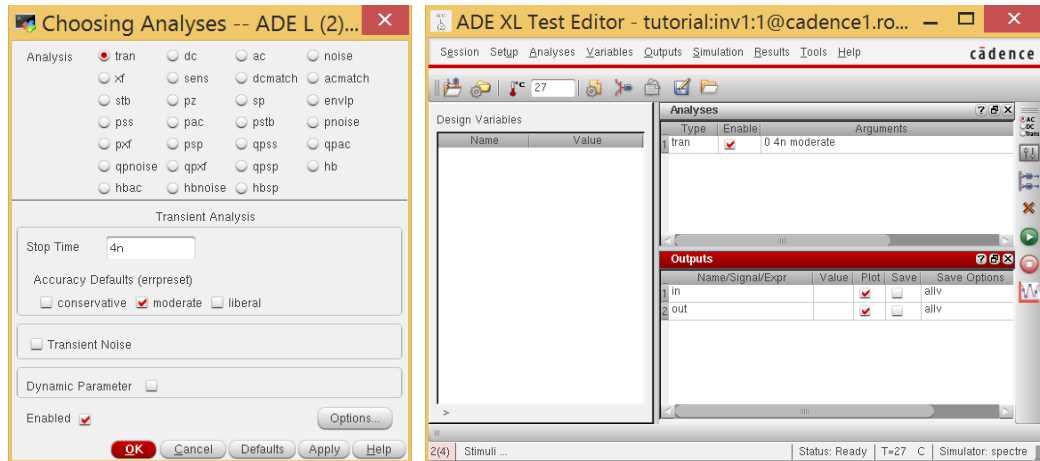 Choosing Analyses -- ADE L (2)...
Analysis tran dc ac noise
xf sens dcmatch acmatch
stb pz sp envlp
pss pac pstb pnoise
pxf psp qpss qpac
qpnoise qpxf qpsp hb
hbac hbnoise hbsp
Transient Analysis
Stop Time 4n
Accuracy Defaults (errpreset)
conservative moderate liberal
Transient Noise
Dynamic Parameter
Enabled Options...
OK Cancel Defaults Apply Help
ADE XL Test Editor - tutorial:inv1:1@cadence1.ro...
Session Setup Analyses Variables Outputs Simulation Results Tools Help cādence
°C 27
Design Variables
Name Value
>
Analyses
Type Enable Arguments
1 tran 0 4n moderate
Outputs
Name/Signal/Expr Value Plot Save Save Options
1 in allv
2 out allv
AC
DC
Trans
2(4) Stimuli ... Status: Ready T=27 C Simulator: spectre